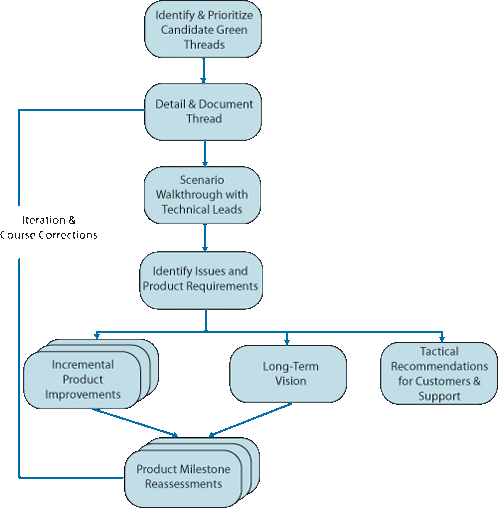 Identify & Prioritize
Candidate Green
Threads
Detail & Document
Thread
Scenario
Walkthrough with
Technical Leads
Iteration &
Course Corrections
Identify Issues and
Product Requirements
Incremental
Product
Improvements
Long-Term
Vision
Tactical
Recommendations
for Customers &
Support
Product Milestone
Reassessments